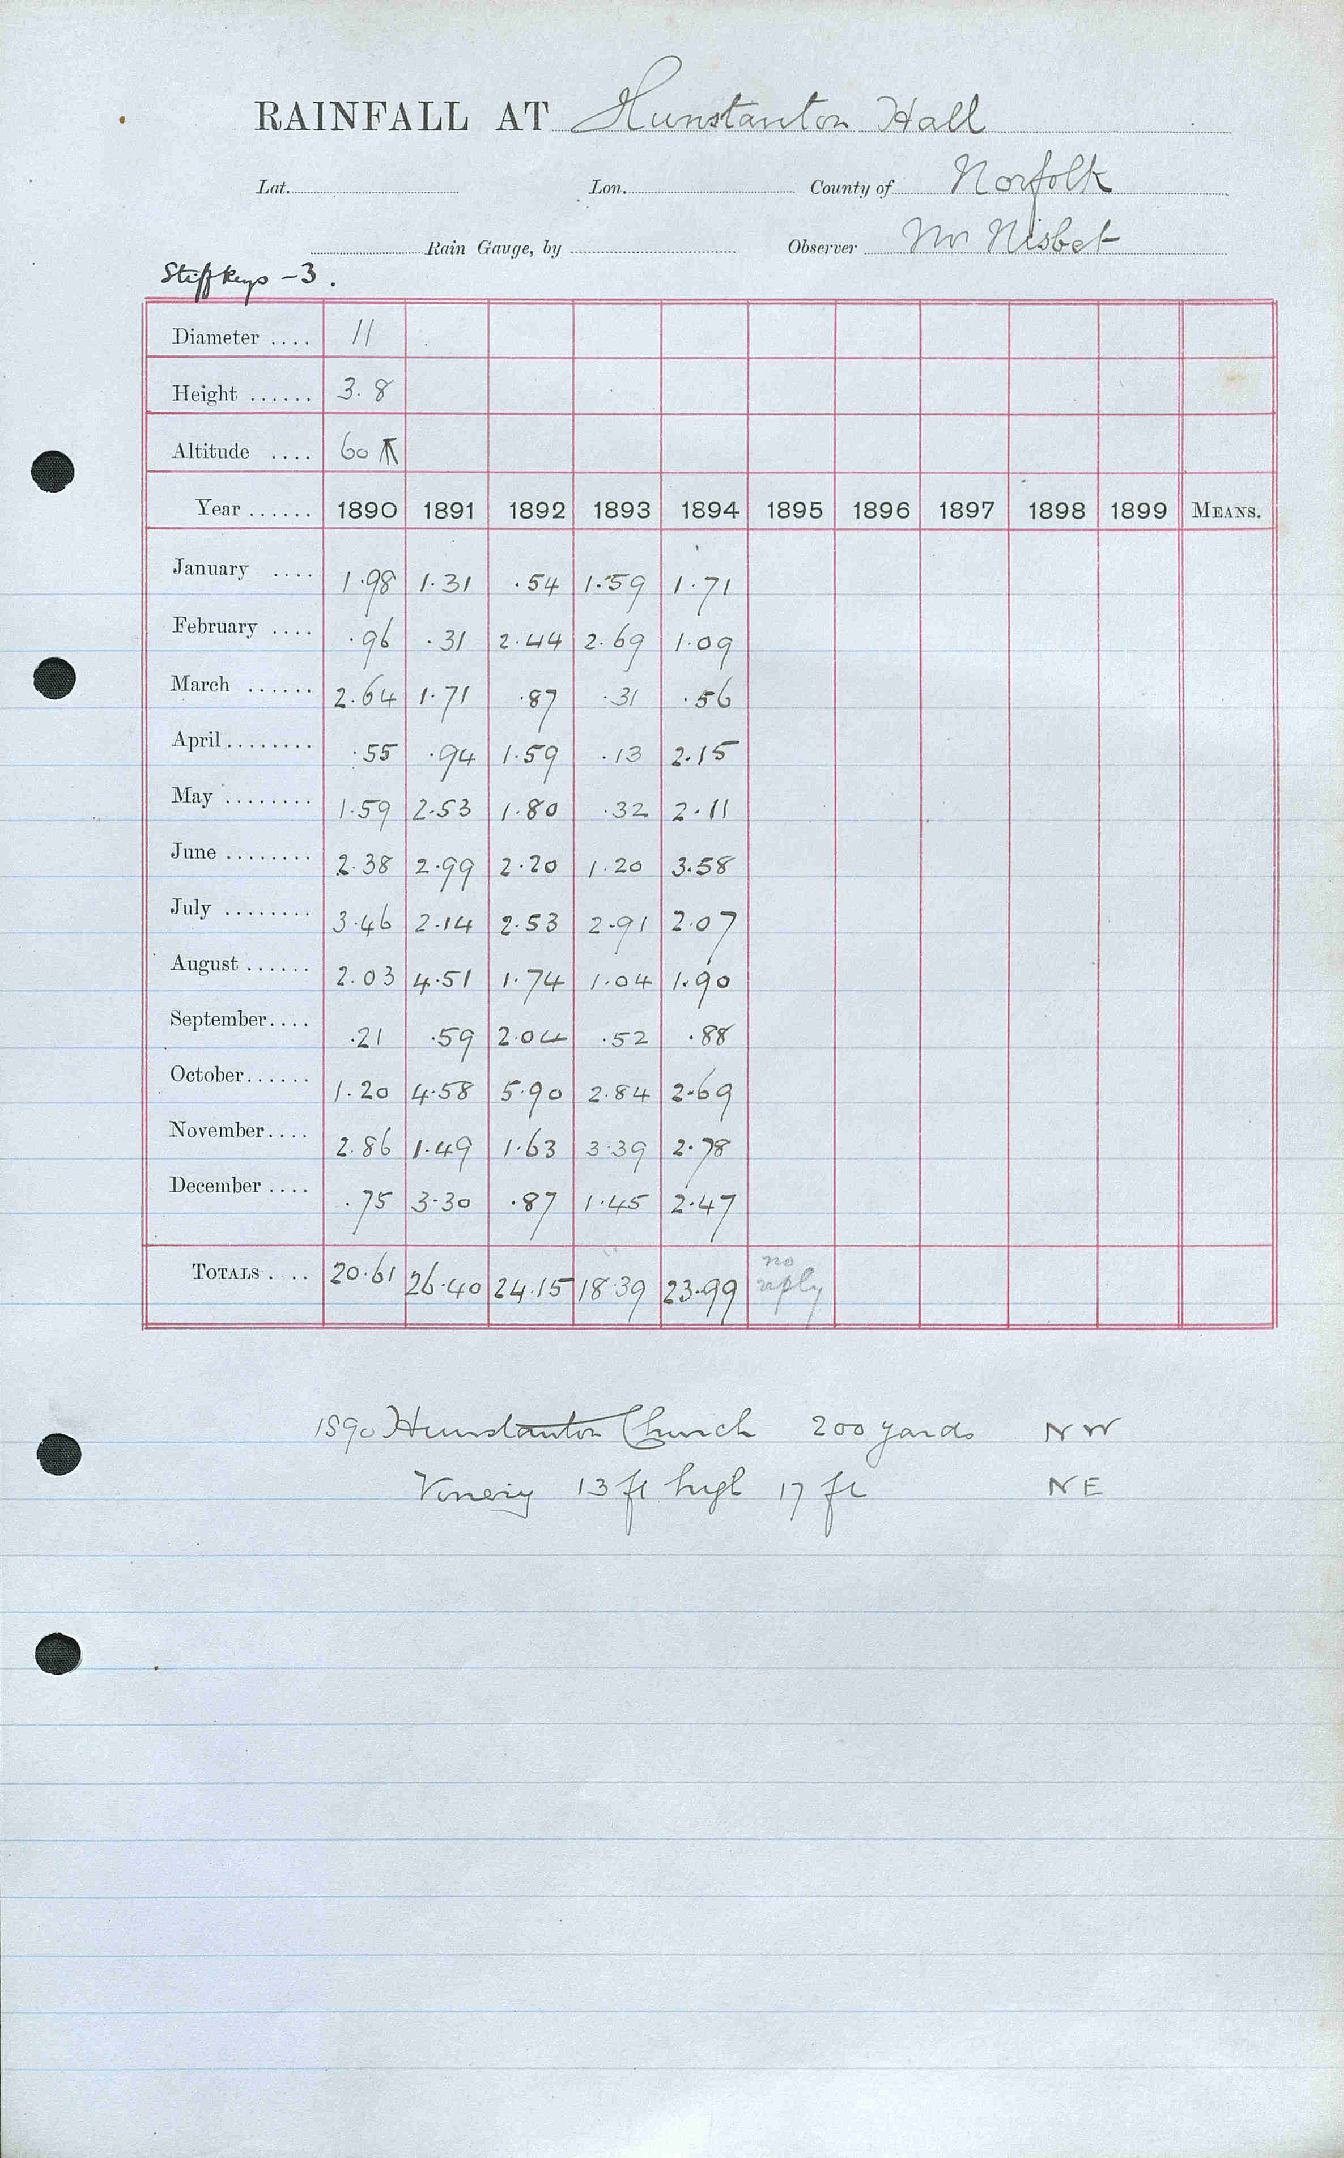 RAINFALL AT Hunstanton Hall
Lat. Lon. County of Norfolk
Rain Gauge, by Observer Mr Nisbet
Stiffkeys - 3.
Diameter .... 11
Height ...... 3.8
Altitude .... 60
Year ...... 1890 1891 1892 1893 1894 1895 1896 1897 1898 1899 MEANS.
January .... 1.98 1.31 .54 1.59 1.71
February .... .96 .31 2.44 2.69 1.09
March ...... 2.64 1.71 .87 .31 .56
April ........ .55 .94 1.59 .13 2.15
May ........ 1.59 2.53 1.80 .32 2.11
June ........ 2.38 2.99 2.20 1.20 3.58
July ........ 3.46 2.14 2.53 2.91 2.07
August ...... 2.03 4.51 1.74 1.04 1.90
September.... .21 .59 2.04 .52 .88
October...... 1.20 4.58 5.90 2.84 2.69
November.... 2.86 1.49 1.63 3.39 2.78
December .... .75 3.30 .87 1.45 2.47
TOTALS . .. 20.61 26.40 24.15 18.39 23.99 no reply
1890 Hunstanton Church 200 yards NW
Vinery 13 ft high 17 ft NE